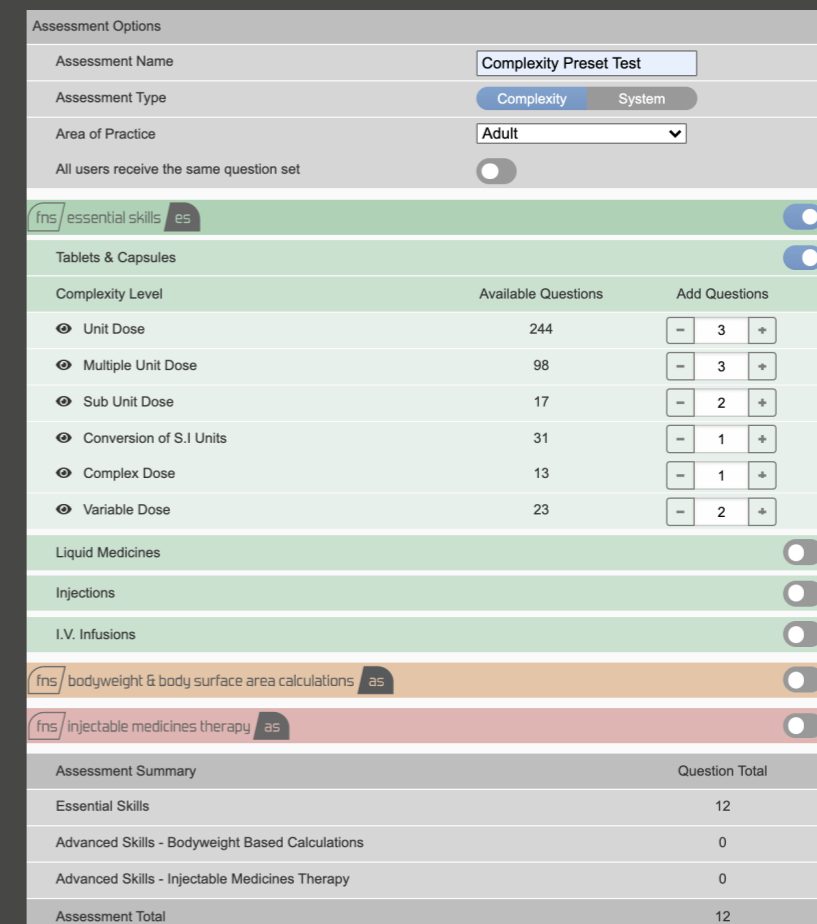 Assessment Options
Assessment Name Complexity Preset Test
Assessment Type Complexity System
Area of Practice Adult
All users receive the same question set
fns essential skills es
Tablets & Capsules
Complexity Level Available Questions Add Questions
Unit Dose 244 - 3 +
Multiple Unit Dose 98 - 3 +
Sub Unit Dose 17 - 2 +
Conversion of S.I Units 31 - 1 +
Complex Dose 13 - 1 +
Variable Dose 23 - 2 +
Liquid Medicines
Injections
I.V. Infusions
fns bodyweight & body surface area calculations as
fns injectable medicines therapy as
Assessment Summary Question Total
Essential Skills 12
Advanced Skills - Bodyweight Based Calculations 0
Advanced Skills - Injectable Medicines Therapy 0
Assessment Total 12